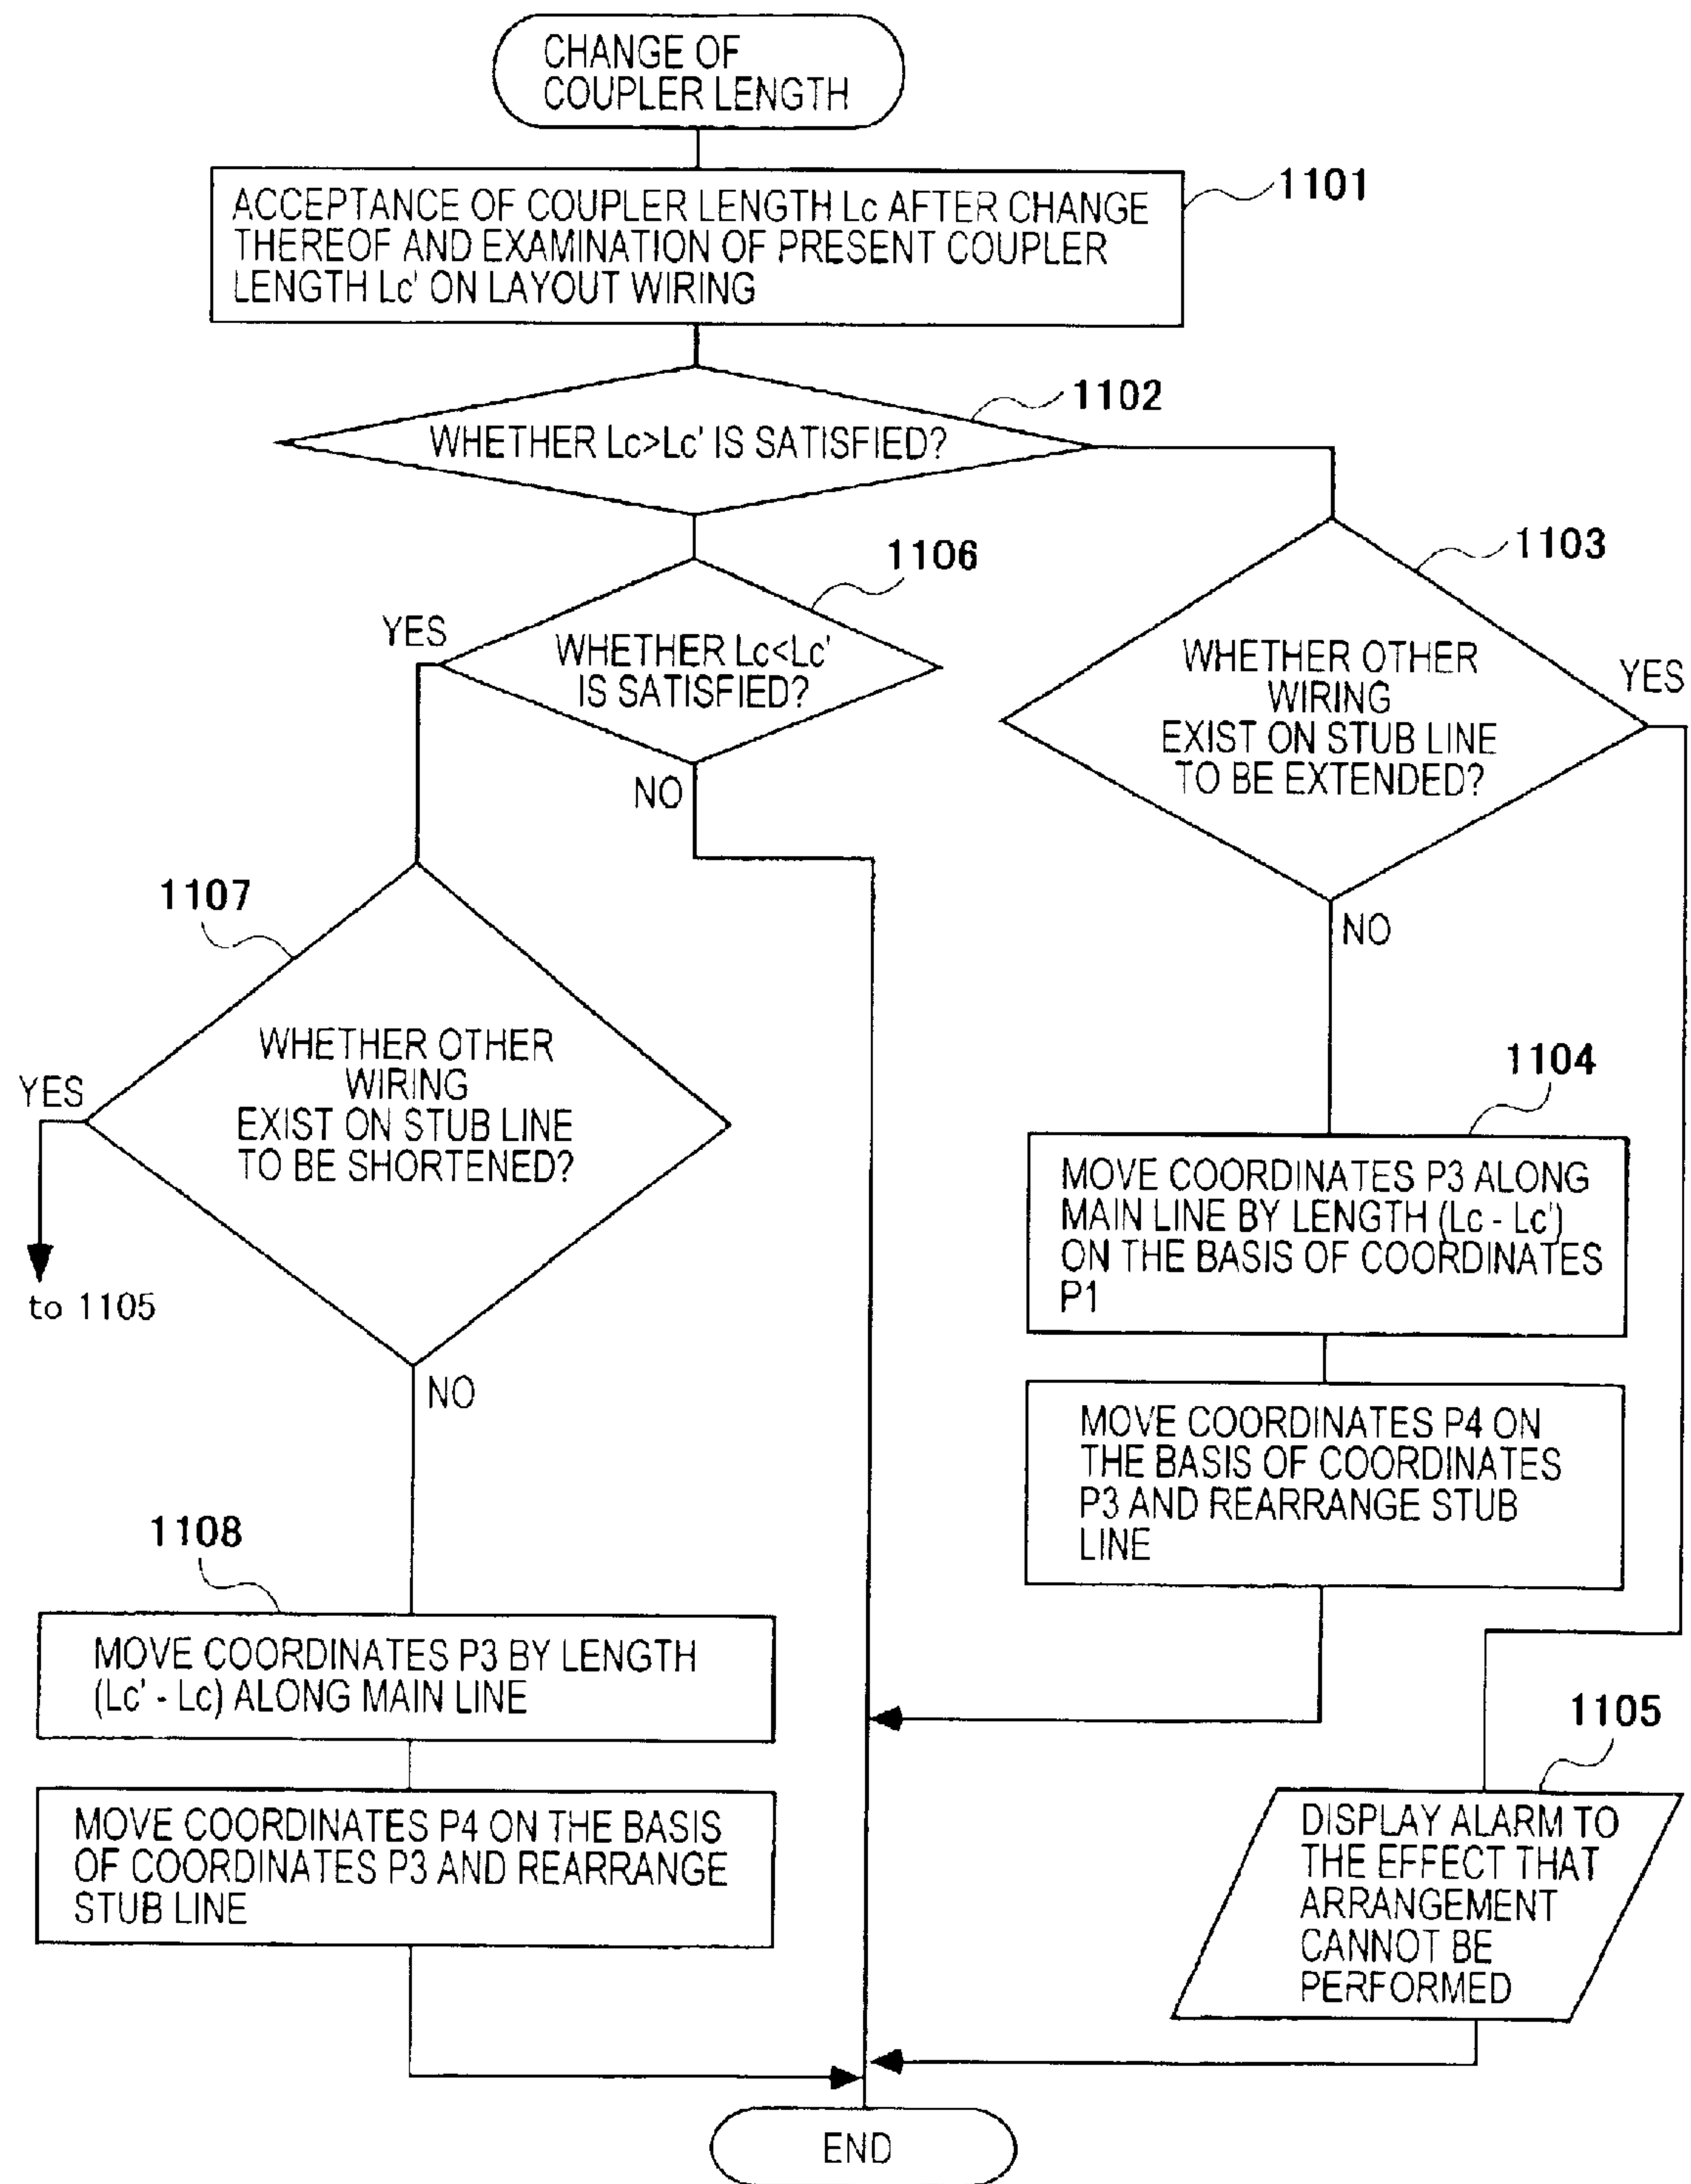 CHANGE OF
COUPLER LENGTH
1101
ACCEPTANCE OF COUPLER LENGTH Lc AFTER CHANGE
THEREOF AND EXAMINATION OF PRESENT COUPLER
LENGTH Lc' ON LAYOUT WIRING
1102
WHETHER Lc>Lc' IS SATISFIED?
1103
1106
YES
WHETHER Lc<Lc'
IS SATISFIED?
NO
WHETHER OTHER
WIRING
EXIST ON STUB LINE
TO BE EXTENDED?
YES
NO
1107
WHETHER OTHER
WIRING
EXIST ON STUB LINE
TO BE SHORTENED?
YES
to 1105
NO
1104
MOVE COORDINATES P3 ALONG
MAIN LINE BY LENGTH (Lc - Lc')
ON THE BASIS OF COORDINATES
P1
MOVE COORDINATES P4 ON
THE BASIS OF COORDINATES
P3 AND REARRANGE STUB
LINE
1108
MOVE COORDINATES P3 BY LENGTH
(Lc' - Lc) ALONG MAIN LINE
MOVE COORDINATES P4 ON THE BASIS
OF COORDINATES P3 AND REARRANGE
STUB LINE
1105
DISPLAY ALARM TO
THE EFFECT THAT
ARRANGEMENT
CANNOT BE
PERFORMED
END